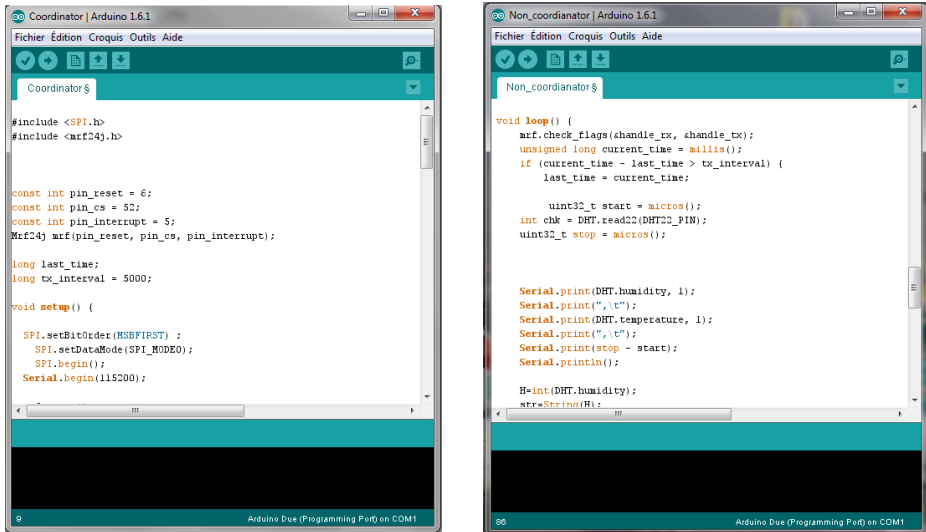 Coordinator | Arduino 1.6.1
Fichier Édition Croquis Outils Aide
Coordinator §
#include <SPI.h>
#include <mrf24j.h>
const int pin_reset = 6;
const int pin_cs = 52;
const int pin_interrupt = 5;
Mrf24j mrf(pin_reset, pin_cs, pin_interrupt);
long last_time;
long tx_interval = 5000;
void setup() {
SPI.setBitOrder(MSBFIRST) ;
SPI.setDataMode(SPI_MODE0);
SPI.begin();
Serial.begin(115200);
9
Arduino Due (Programming Port) on COM1
Non_coordianator | Arduino 1.6.1
Fichier Édition Croquis Outils Aide
Non_coordianator §
void loop() {
mrf.check_flags(&handle_rx, &handle_tx);
unsigned long current_time = millis();
if (current_time - last_time > tx_interval) {
last_time = current_time;
uint32_t start = micros();
int chk = DHT.read22(DHT22_PIN);
uint32_t stop = micros();
Serial.print(DHT.humidity, 1);
Serial.print(",\t");
Serial.print(DHT.temperature, 1);
Serial.print(",\t");
Serial.print(stop - start);
Serial.println();
H=int(DHT.humidity);
str=String(H);
86
Arduino Due (Programming Port) on COM1